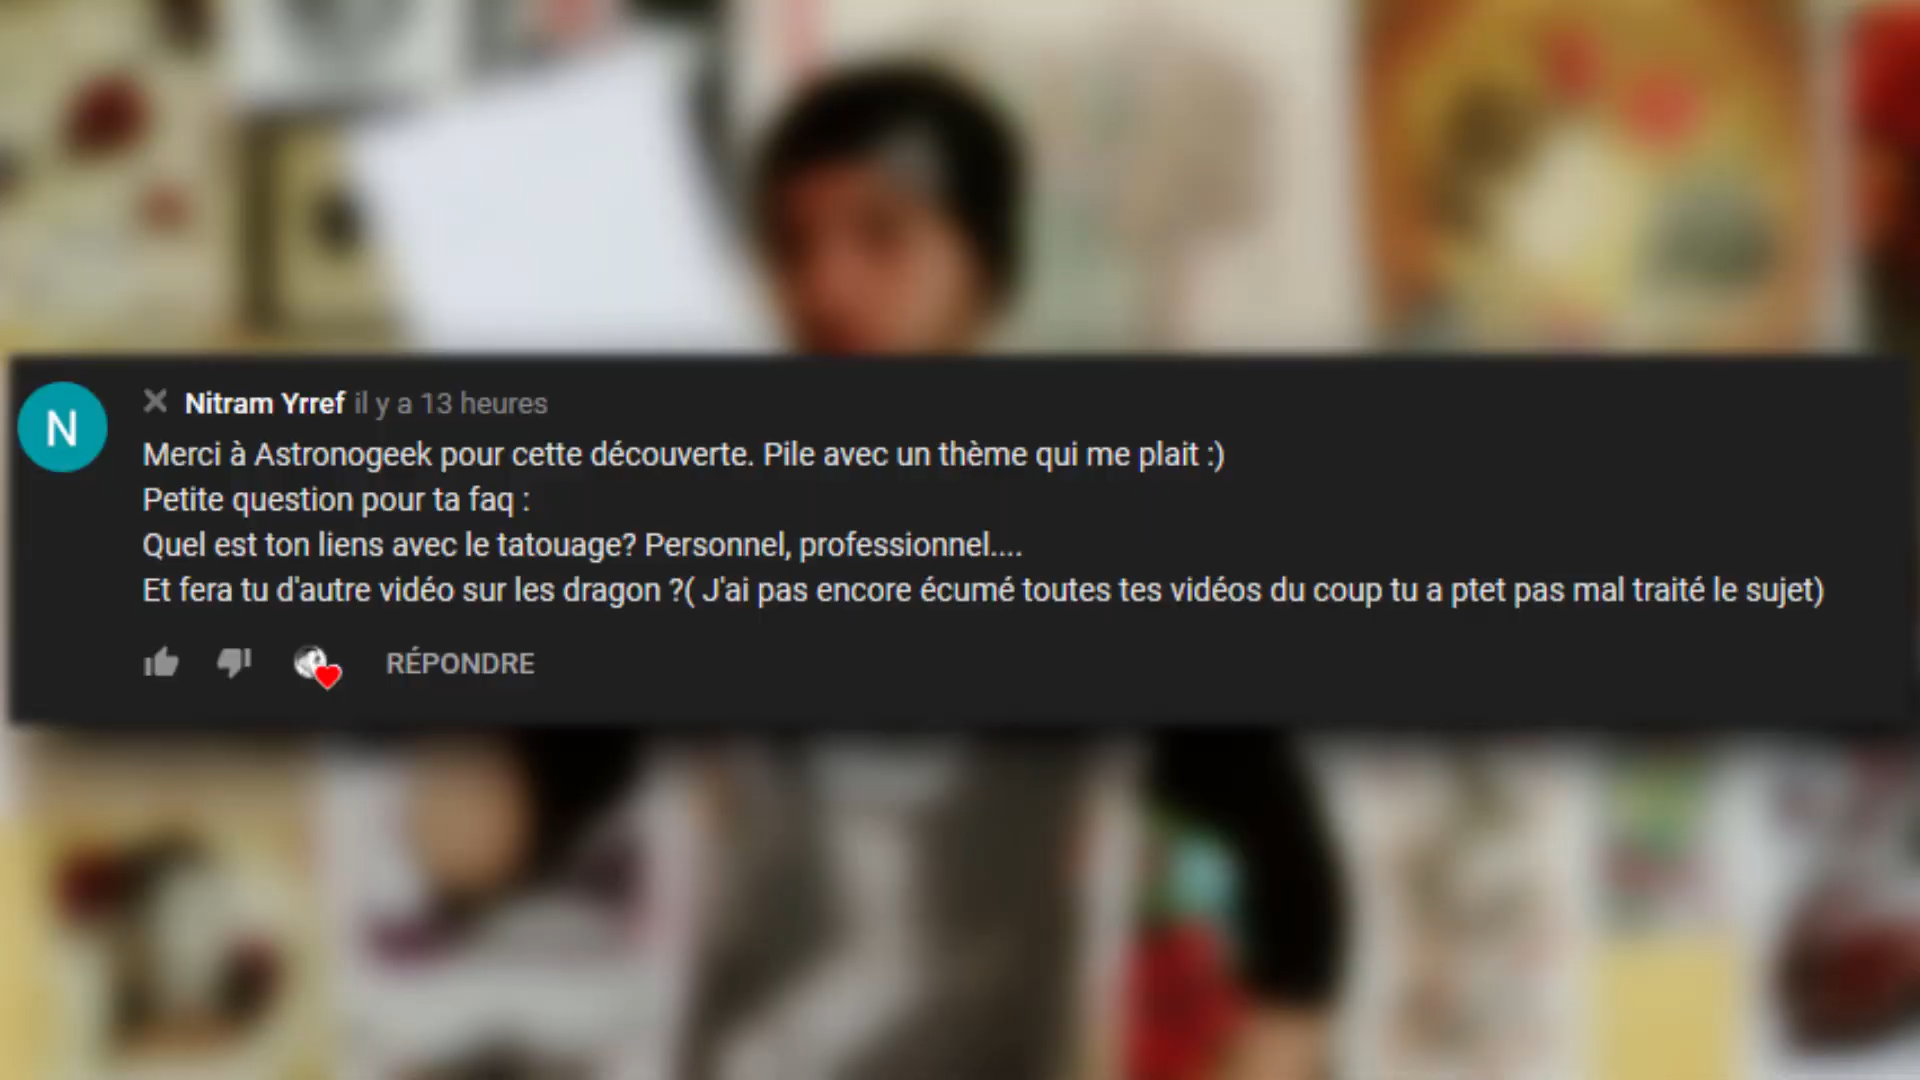 N
Nitram Yrref il y a 13 heures
Merci à Astronogeek pour cette découverte. Pile avec un thème qui me plait :)
Petite question pour ta faq :
Quel est ton liens avec le tatouage? Personnel, professionnel....
Et fera tu d'autre vidéo sur les dragon ?( J'ai pas encore écumé toutes tes vidéos du coup tu a ptet pas mal traité le sujet)
RÉPONDRE